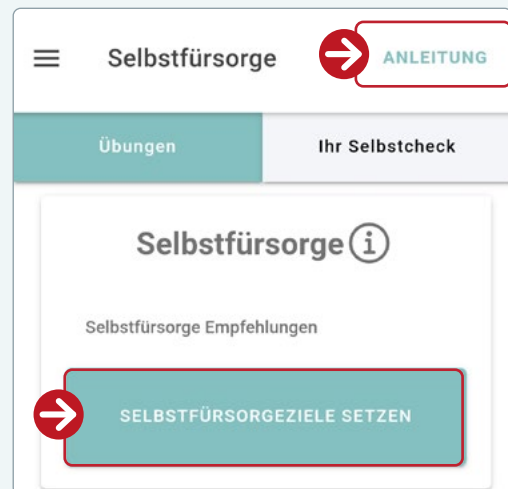 Selbstfürsorge
ANLEITUNG
Übungen
Ihr Selbstcheck
Selbstfürsorge
Selbstfürsorge Empfehlungen
SELBSTFÜRSORGEZIELE SETZEN